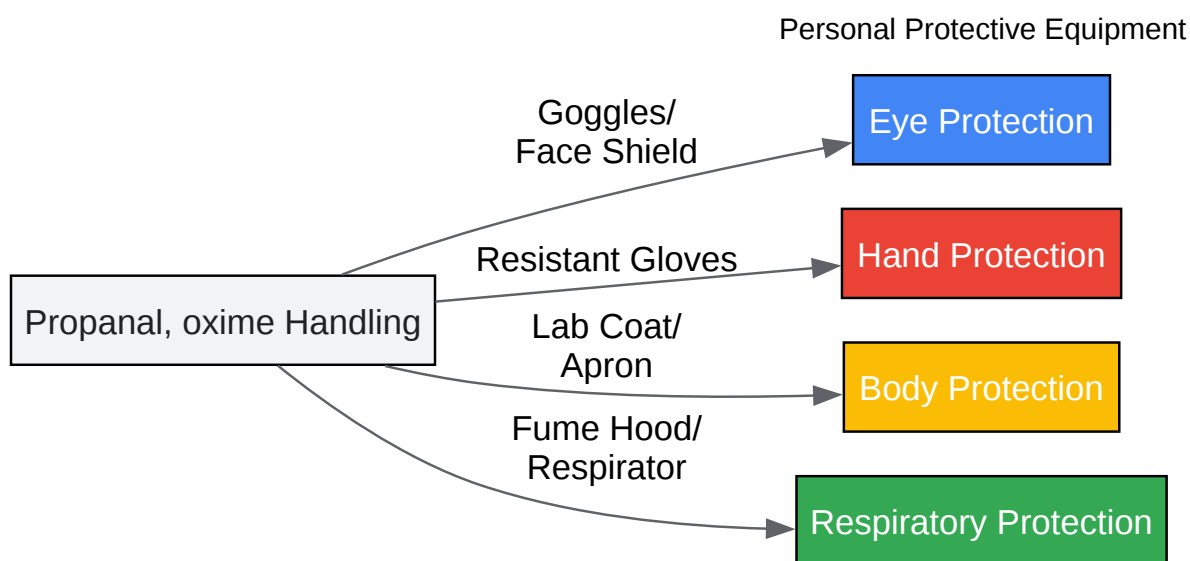 Personal Protective Equipment
Goggles/
Face Shield
Eye Protection
Resistant Gloves
Hand Protection
Propanal, oxime Handling
Lab Coat/
Apron
Body Protection
Fume Hood/
Respirator
Respiratory Protection